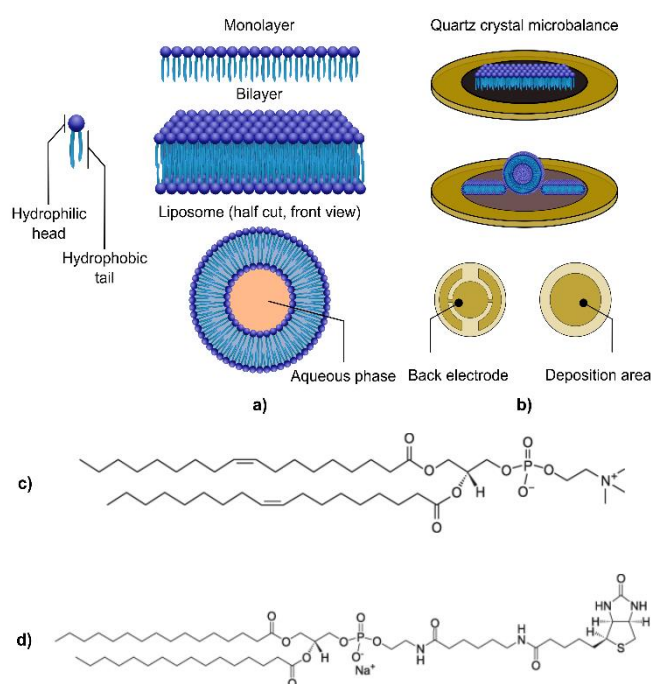 Monolayer
Bilayer
Hydrophilic
head
Hydrophobic
tail
Liposome (half cut, front view)
Aqueous phase
a)
Quartz crystal microbalance
Back electrode
Deposition area
b)
c)
O
O
O
O
H
O
P
O
O⁻
O
N⁺
d)
O
O
O
O
H
O
P
O
O⁻
Na⁺
O
N
H
O
H
N
O
O
HN
NH
H
H
H
S